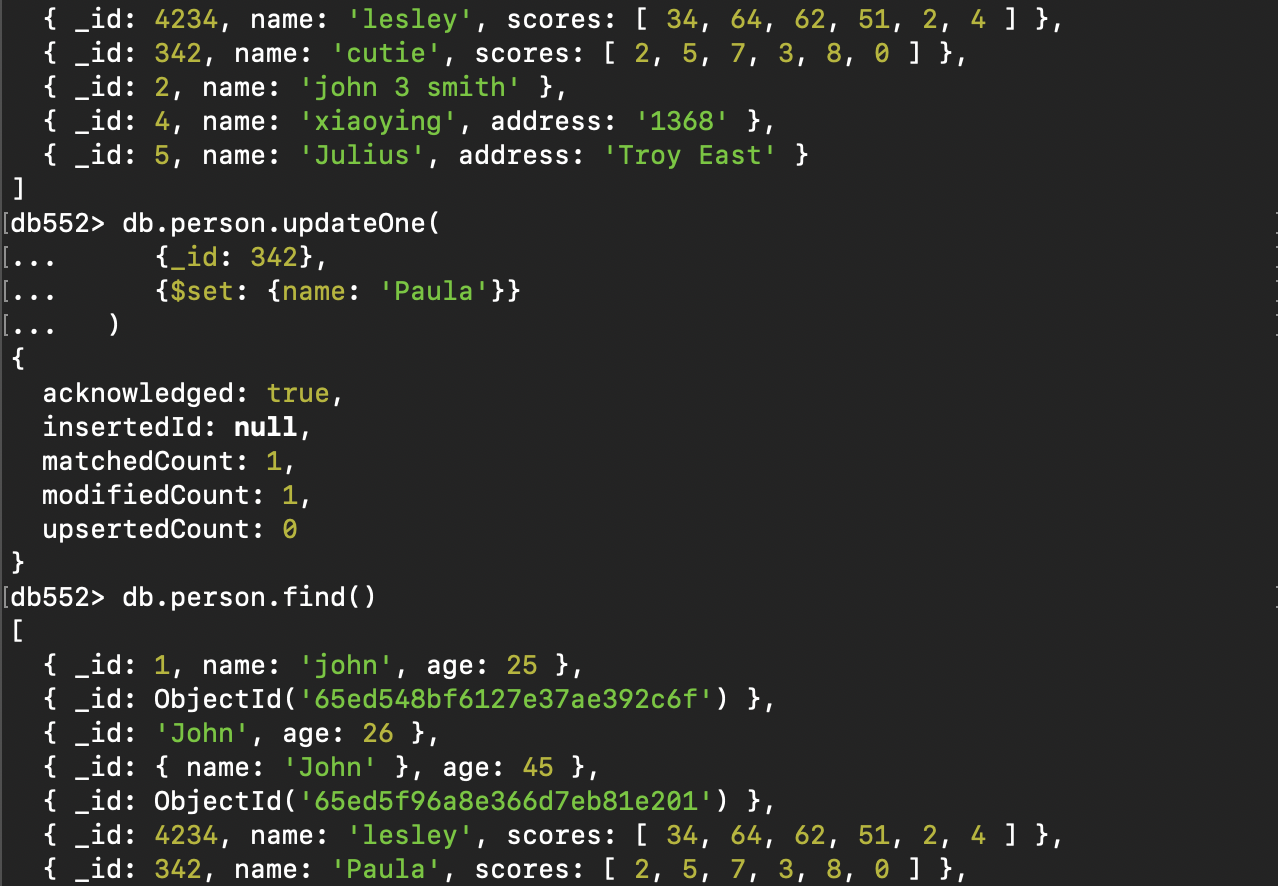 { _id: 4234, name: 'lesley', scores: [ 34, 64, 62, 51, 2, 4 ] },
{ _id: 342, name: 'cutie', scores: [ 2, 5, 7, 3, 8, 0 ] },
{ _id: 2, name: 'john 3 smith' },
{ _id: 4, name: 'xiaoying', address: '1368' },
{ _id: 5, name: 'Julius', address: 'Troy East' }
]
[db552> db.person.updateOne(
[...      {_id: 342},
[...      {$set: {name: 'Paula'}}
[...   )
{
  acknowledged: true,
  insertedId: null,
  matchedCount: 1,
  modifiedCount: 1,
  upsertedCount: 0
}
[db552> db.person.find()
[
  { _id: 1, name: 'john', age: 25 },
  { _id: ObjectId('65ed548bf6127e37ae392c6f') },
  { _id: 'John', age: 26 },
  { _id: { name: 'John' }, age: 45 },
  { _id: ObjectId('65ed5f96a8e366d7eb81e201') },
  { _id: 4234, name: 'lesley', scores: [ 34, 64, 62, 51, 2, 4 ] },
  { _id: 342, name: 'Paula', scores: [ 2, 5, 7, 3, 8, 0 ] },